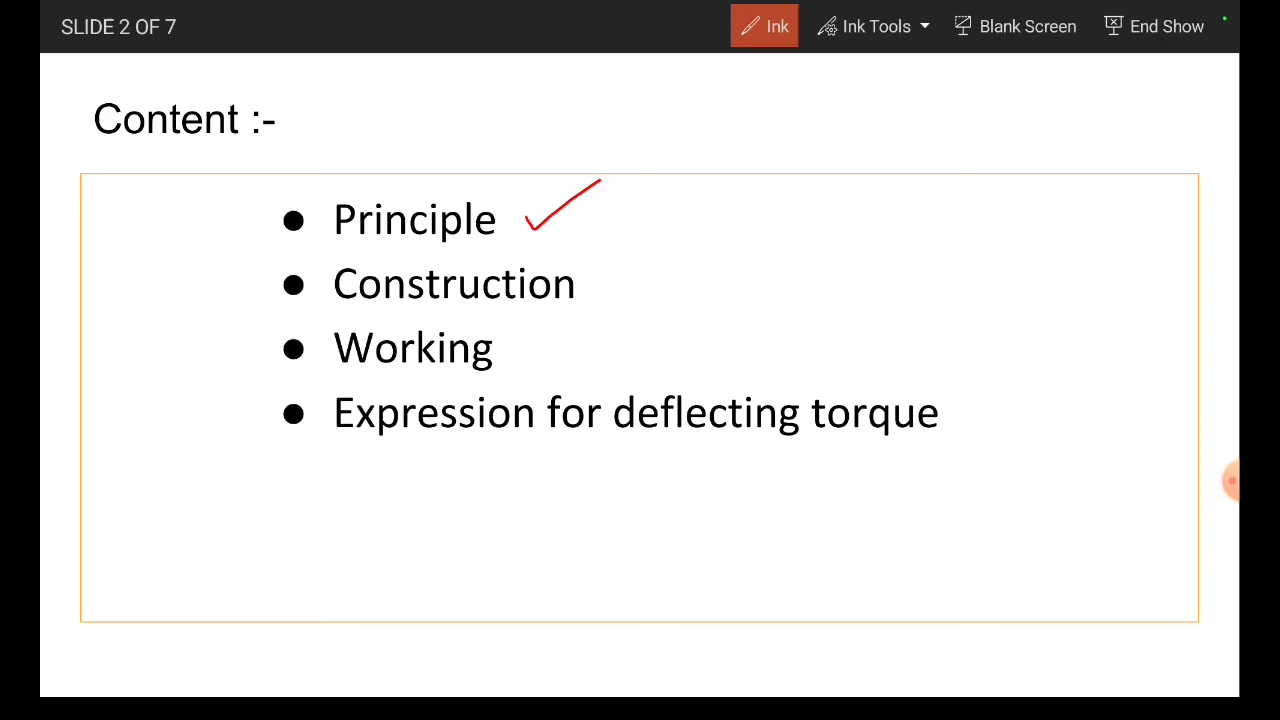 SLIDE 2 OF 7 Ink Ink Tools Blank Screen End Show
Content :-
● Principle
● Construction
● Working
● Expression for deflecting torque